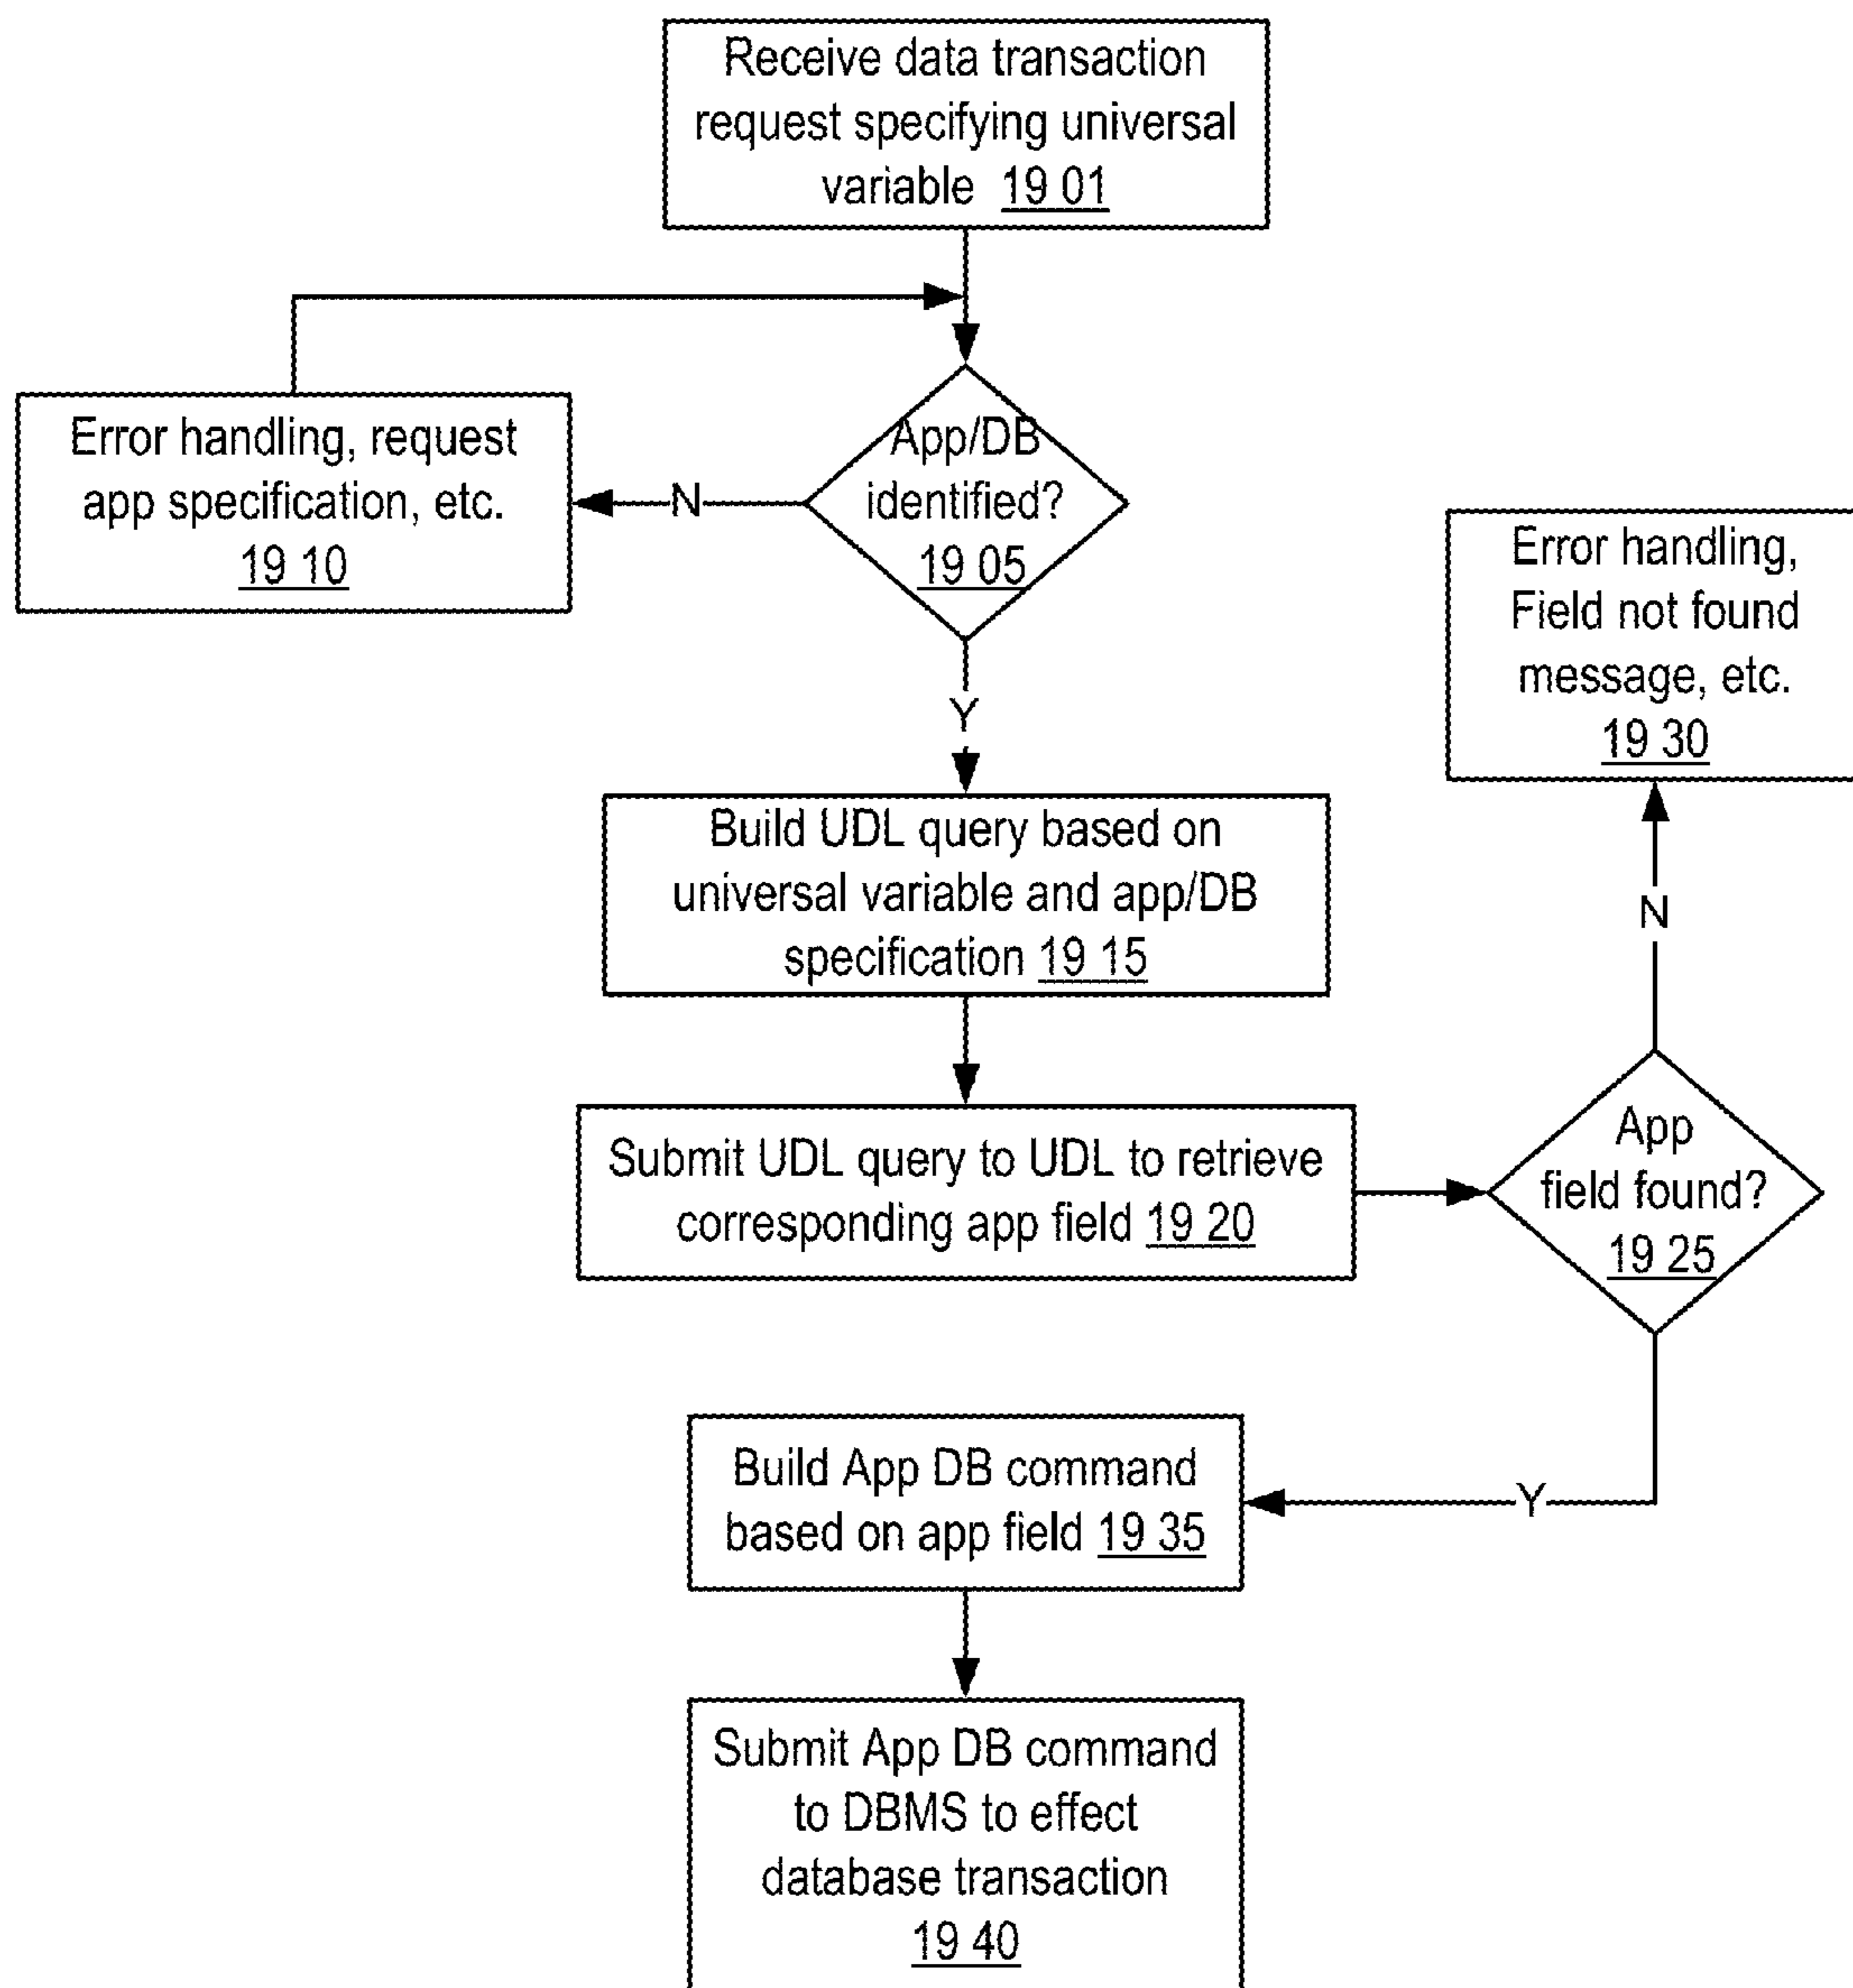 Receive data transaction
request specifying universal
variable 19 01
App/DB
identified?
19 05
N
Error handling, request
app specification, etc.
19 10
Y
Build UDL query based on
universal variable and app/DB
specification 19 15
Submit UDL query to UDL to retrieve
corresponding app field 19 20
App
field found?
19 25
N
Error handling,
Field not found
message, etc.
19 30
Y
Build App DB command
based on app field 19 35
Submit App DB command
to DBMS to effect
database transaction
19 40